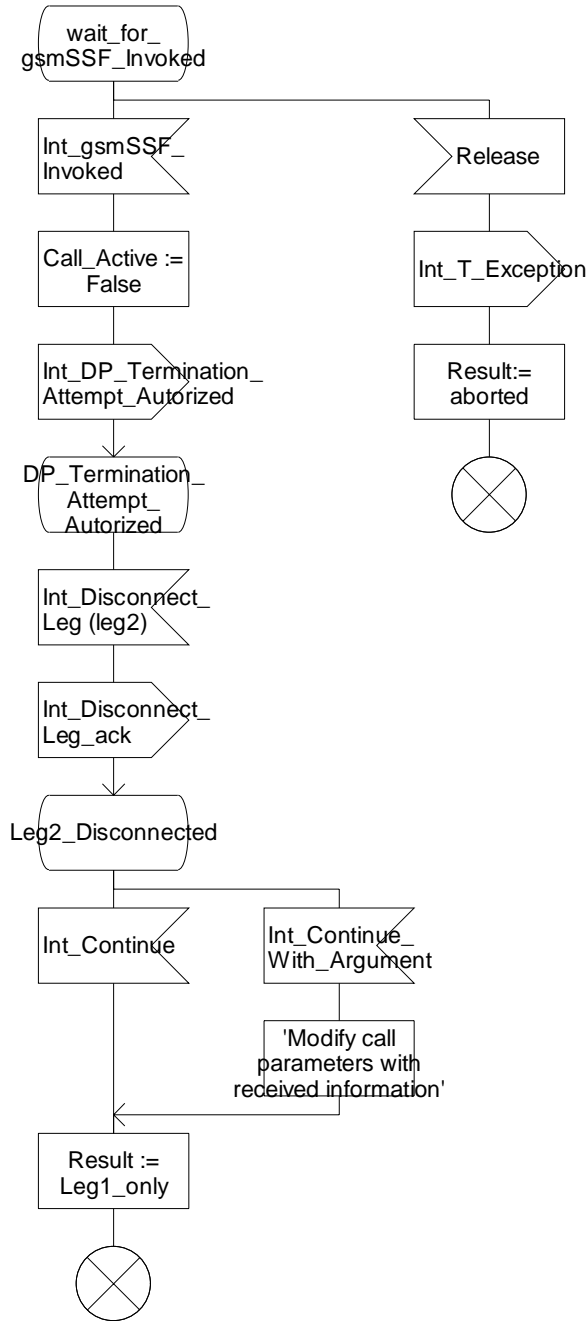 wait_for_
gsmSSF_Invoked
Int_gsmSSF_
Invoked
Release
Call_Active :=
False
Int_T_Exception
Int_DP_Termination_
Attempt_Autorized
Result:=
aborted
DP_Termination_
Attempt_
Autorized
Int_Disconnect_
Leg (leg2)
Int_Disconnect_
Leg_ack
Leg2_Disconnected
Int_Continue
Int_Continue_
With_Argument
'Modify call
parameters with
received information'
Result :=
Leg1_only